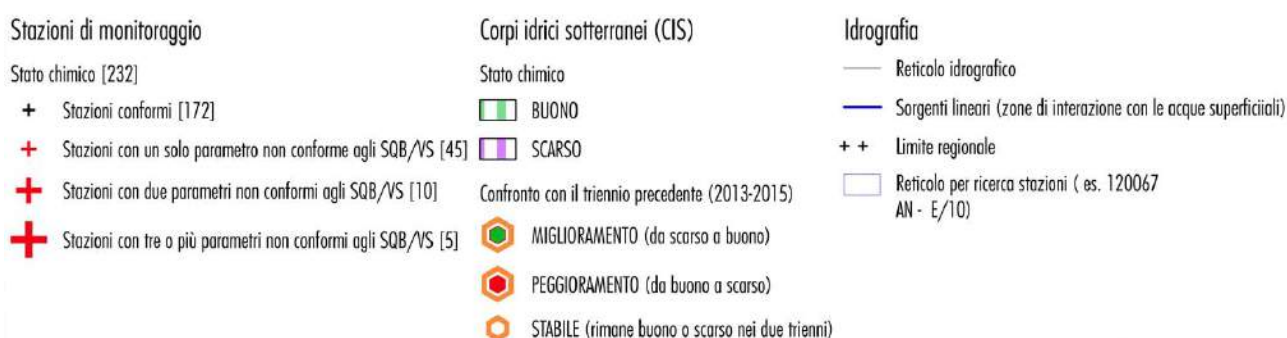 Stazioni di monitoraggio
Stato chimico [232]
Stazioni conformi [172]
Stazioni con un solo parametro non conforme agli SQB/VS [45]
Stazioni con due parametri non conformi agli SQB/VS [10]
Stazioni con tre o più parametri non conformi agli SQB/VS [5]
Corpi idrici sotterranei (CIS)
Stato chimico
BUONO
SCARSO
Confronto con il triennio precedente (2013-2015)
MIGLIORAMENTO (da scarso a buono)
PEGGIORAMENTO (da buono a scarso)
STABILE (rimane buono o scarso nei due trienni)
Idrografia
Reticolo idrografico
Sorgenti lineari (zone di interazione con le acque superficiiali)
Limite regionale
Reticolo per ricerca stazioni ( es. 120067
AN - E/10)